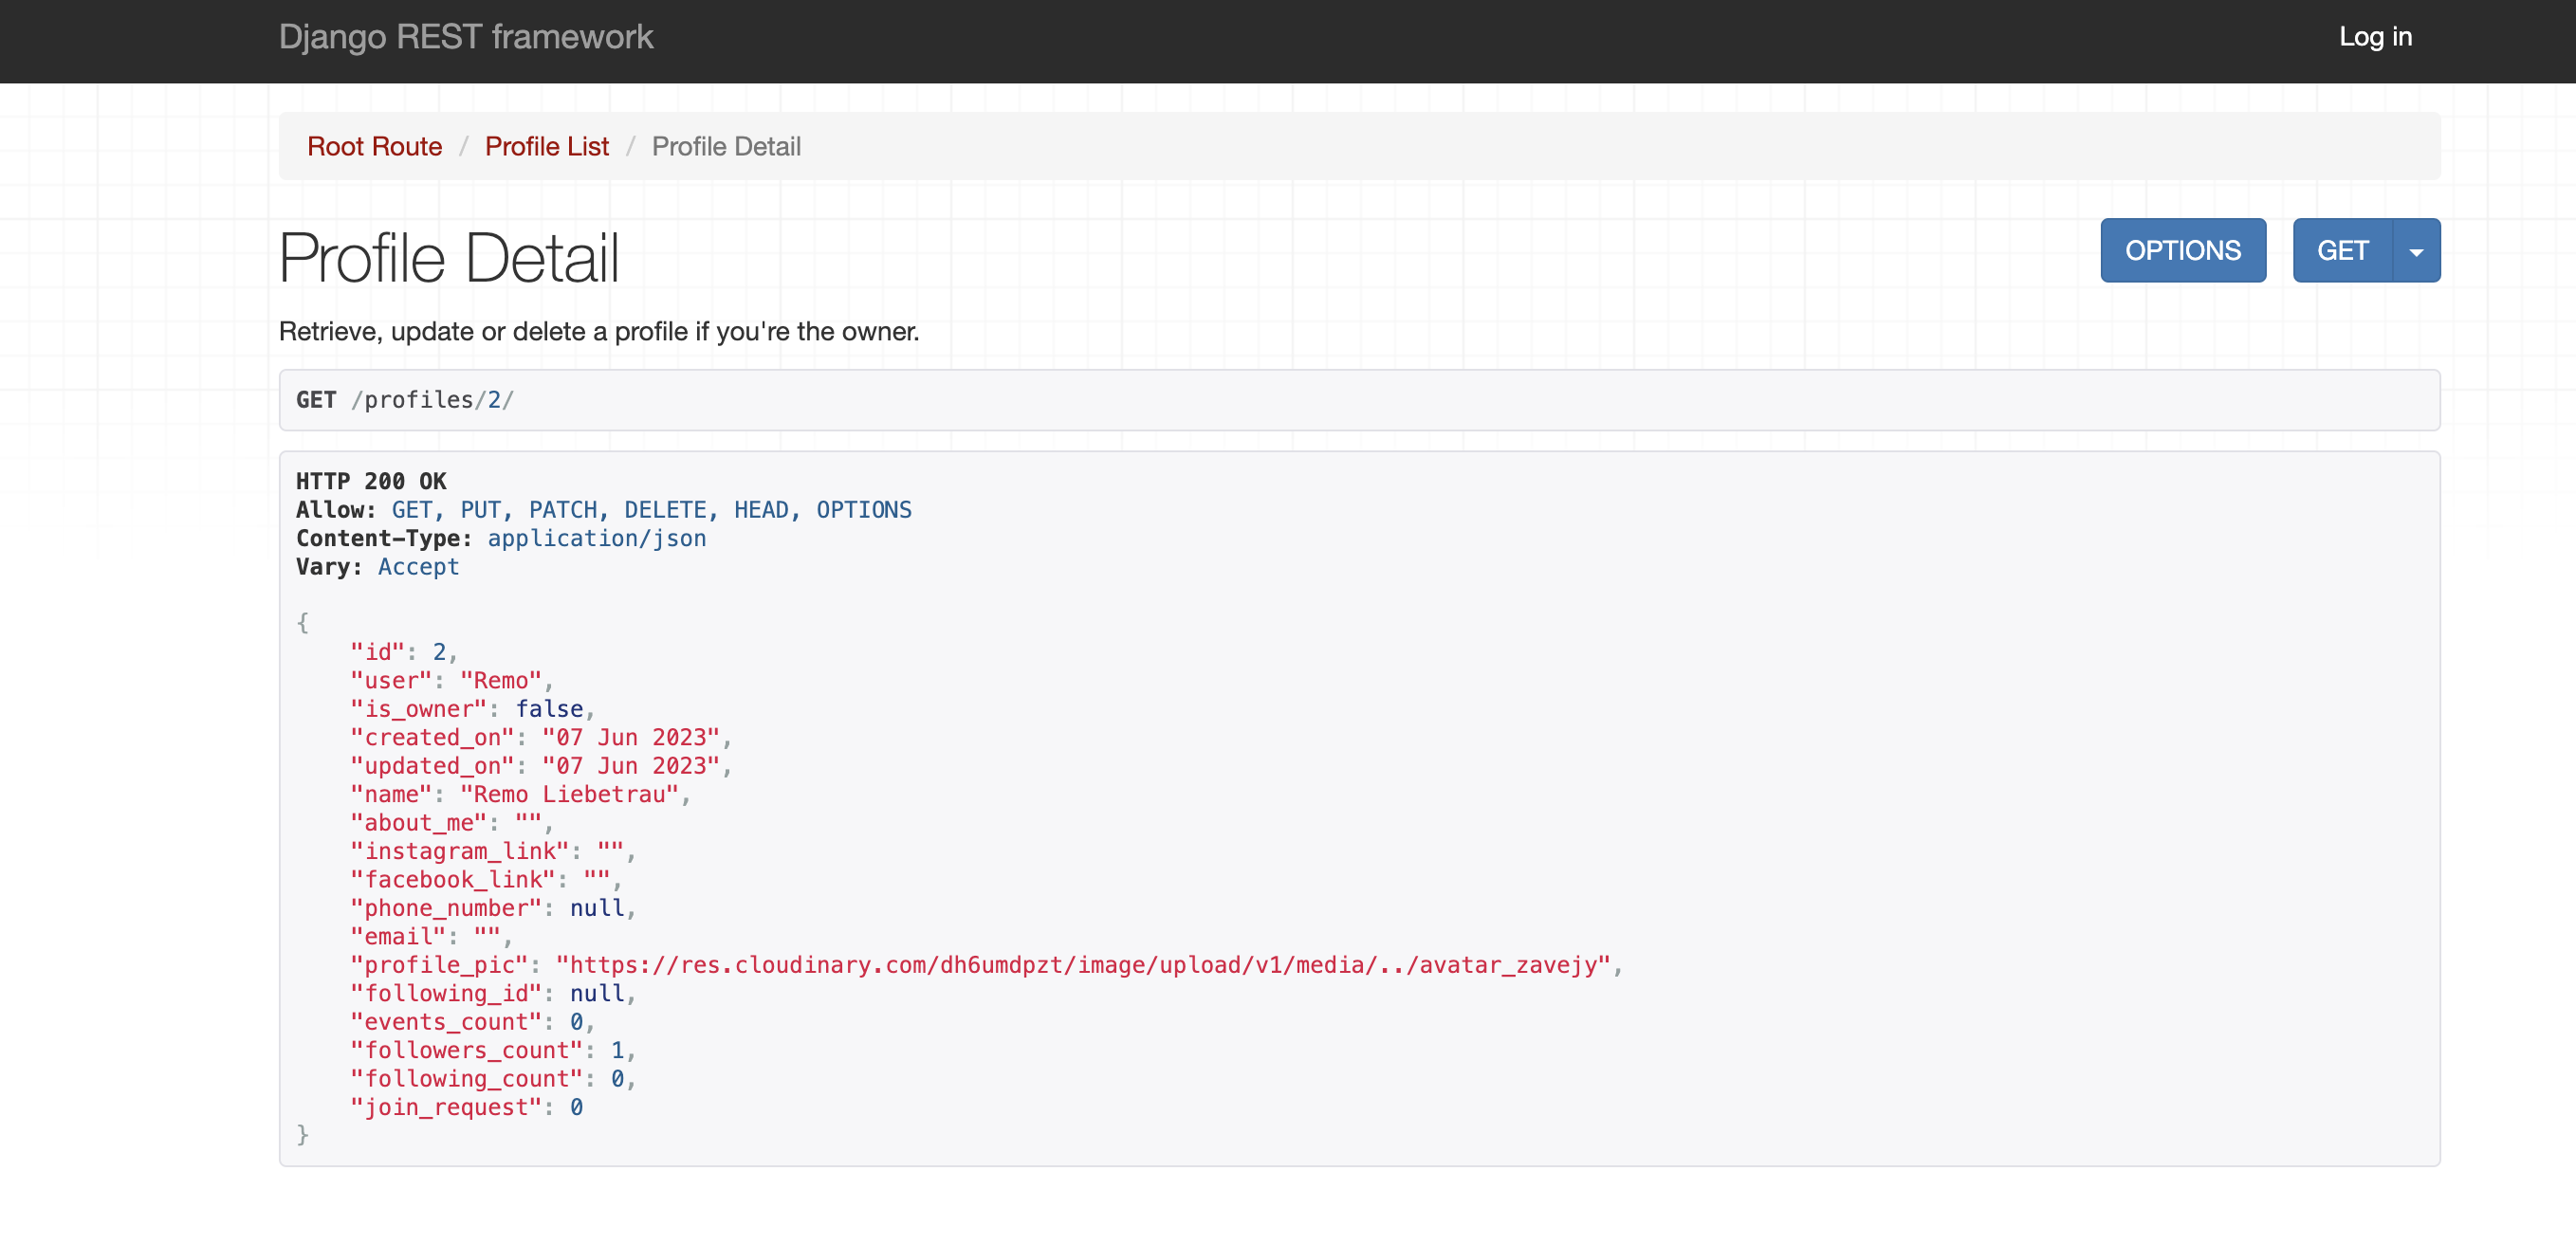 Django REST framework
Log in
Root Route / Profile List / Profile Detail
Profile Detail
OPTIONS
GET
Retrieve, update or delete a profile if you're the owner.
GET /profiles/2/
HTTP 200 OK
Allow: GET, PUT, PATCH, DELETE, HEAD, OPTIONS
Content-Type: application/json
Vary: Accept
{
    "id": 2,
    "user": "Remo",
    "is_owner": false,
    "created_on": "07 Jun 2023",
    "updated_on": "07 Jun 2023",
    "name": "Remo Liebetrau",
    "about_me": "",
    "instagram_link": "",
    "facebook_link": "",
    "phone_number": null,
    "email": "",
    "profile_pic": "https://res.cloudinary.com/dh6umdpzt/image/upload/v1/media/../avatar_zavejy",
    "following_id": null,
    "events_count": 0,
    "followers_count": 1,
    "following_count": 0,
    "join_request": 0
}